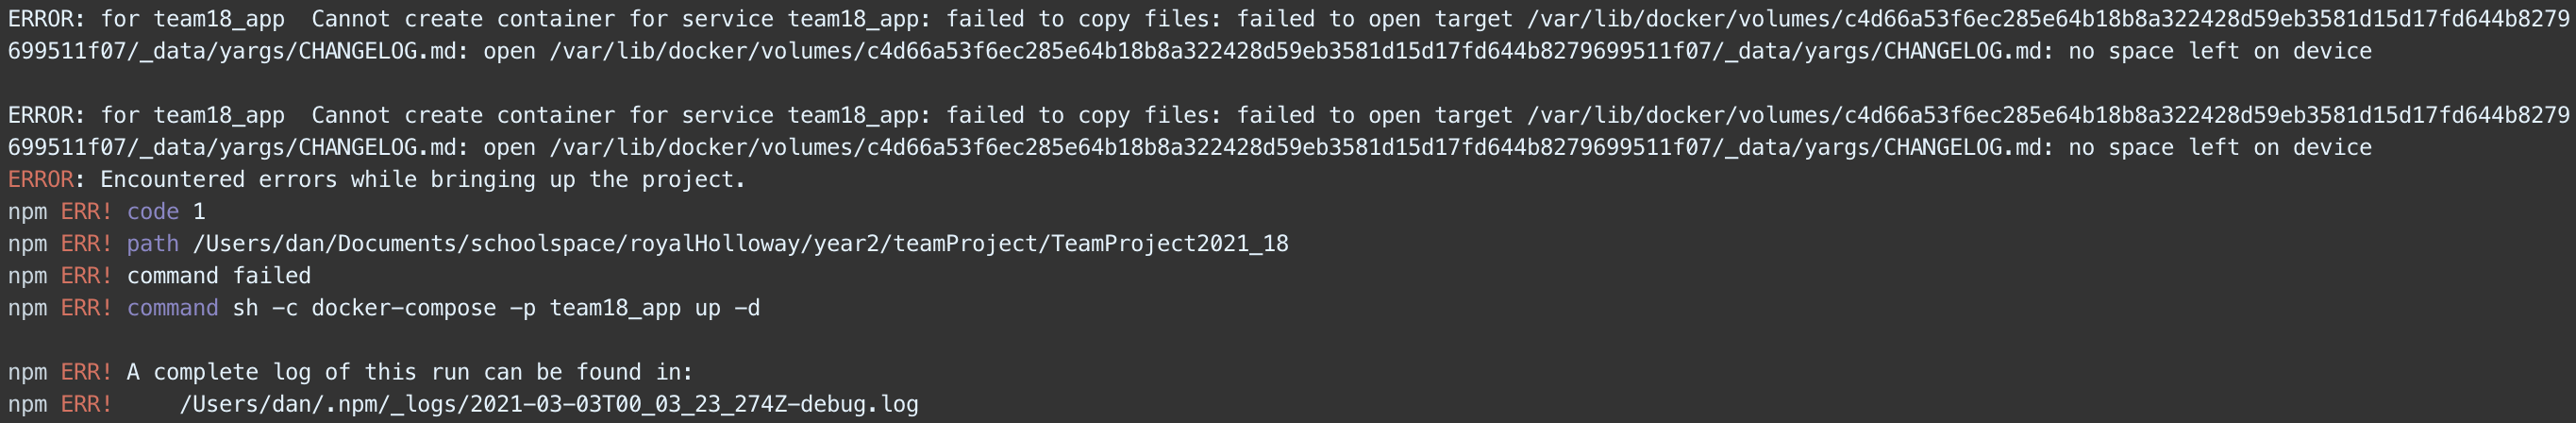 ERROR: for team18_app  Cannot create container for service team18_app: failed to copy files: failed to open target /var/lib/docker/volumes/c4d66a53f6ec285e64b18b8a322428d59eb3581d15d17fd644b8279
699511f07/_data/yargs/CHANGELOG.md: open /var/lib/docker/volumes/c4d66a53f6ec285e64b18b8a322428d59eb3581d15d17fd644b8279699511f07/_data/yargs/CHANGELOG.md: no space left on device

ERROR: for team18_app  Cannot create container for service team18_app: failed to copy files: failed to open target /var/lib/docker/volumes/c4d66a53f6ec285e64b18b8a322428d59eb3581d15d17fd644b8279
699511f07/_data/yargs/CHANGELOG.md: open /var/lib/docker/volumes/c4d66a53f6ec285e64b18b8a322428d59eb3581d15d17fd644b8279699511f07/_data/yargs/CHANGELOG.md: no space left on device
ERROR: Encountered errors while bringing up the project.
npm ERR! code 1
npm ERR! path /Users/dan/Documents/schoolspace/royalHolloway/year2/teamProject/TeamProject2021_18
npm ERR! command failed
npm ERR! command sh -c docker-compose -p team18_app up -d

npm ERR! A complete log of this run can be found in:
npm ERR!     /Users/dan/.npm/_logs/2021-03-03T00_03_23_274Z-debug.log